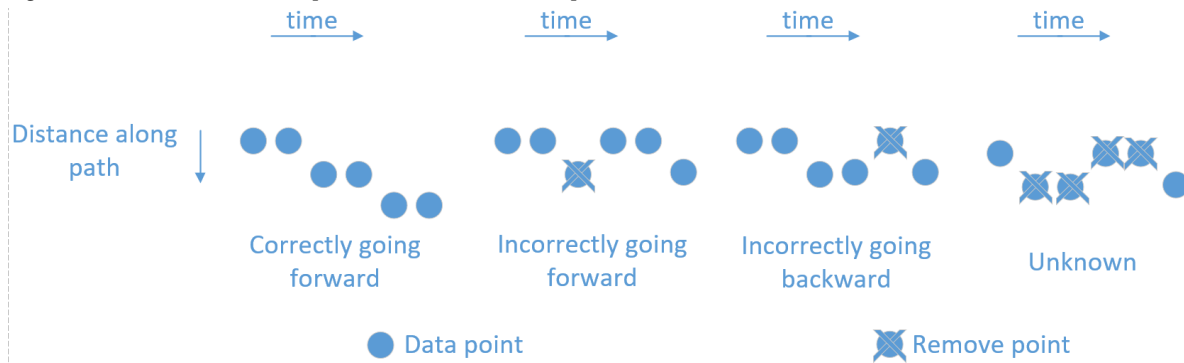 time
time
time
time
Distance along
path
Correctly going
forward
Incorrectly going
forward
Incorrectly going
backward
Unknown
Data point
Remove point